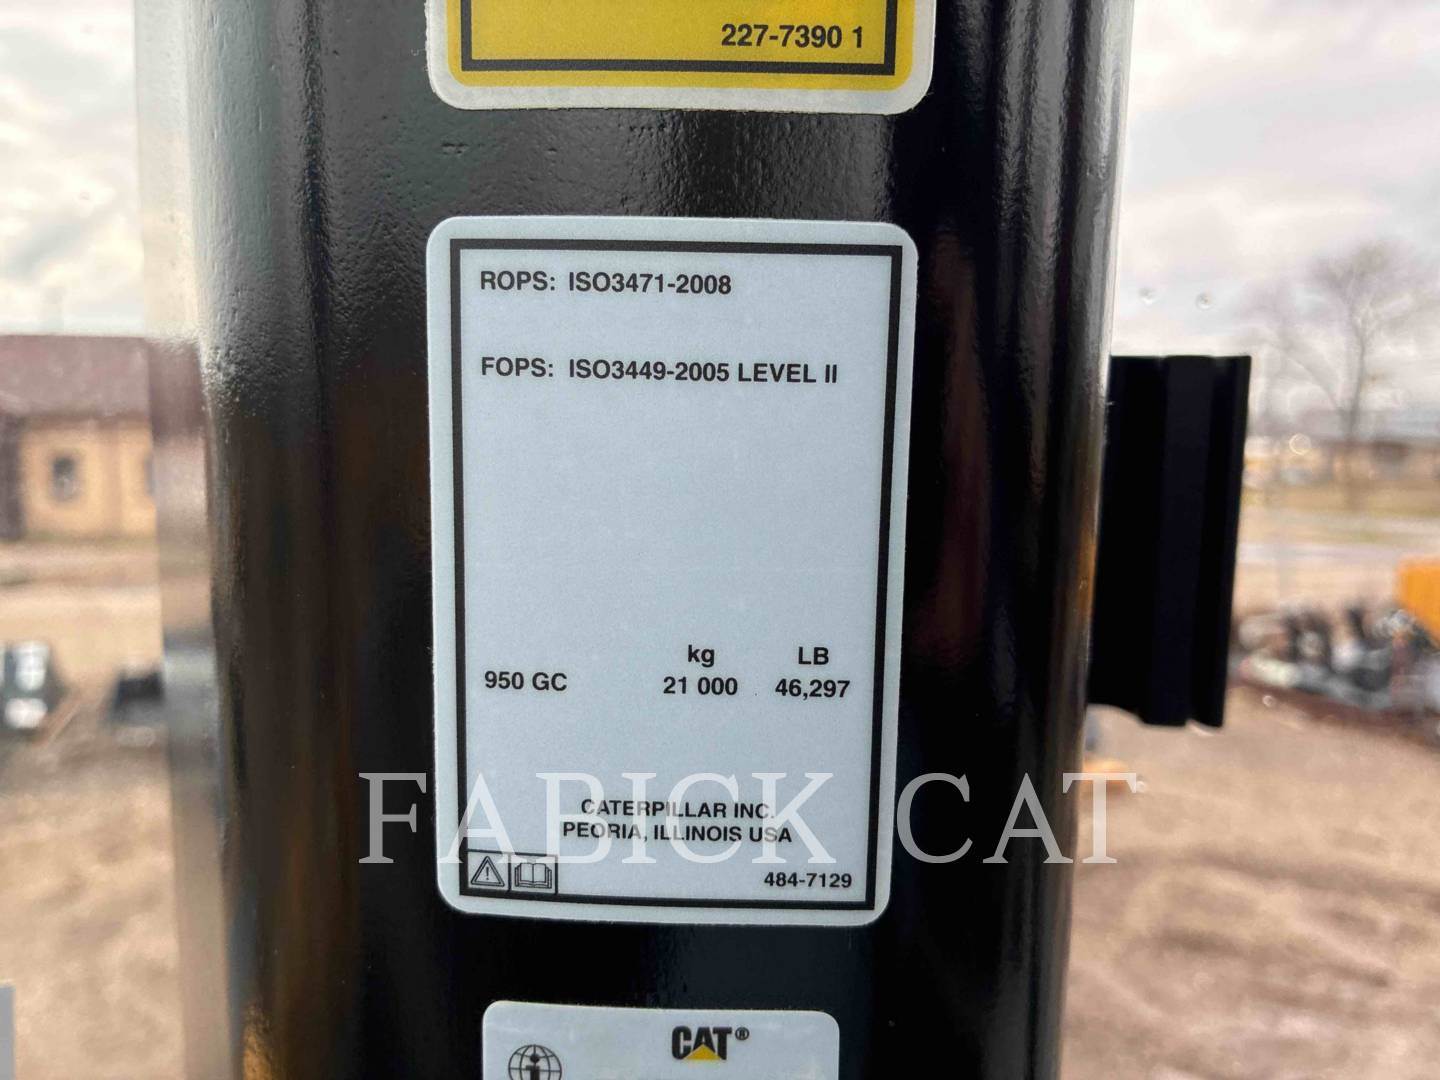 227-7390 1
ROPS: ISO3471-2008
FOPS: ISO3449-2005 LEVEL II
kg LB
950 GC 21 000 46,297
FABICK CAT
CATERPILLAR INC.
PEORIA, ILLINOIS USA
484-7129
CAT®
i